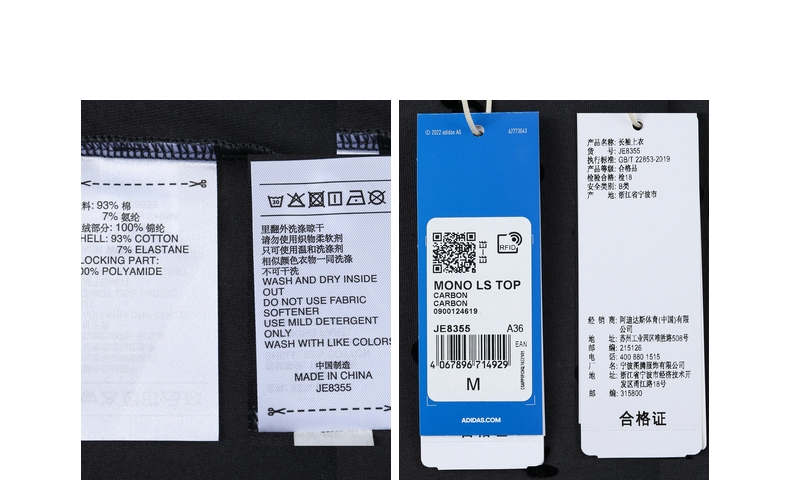 料: 93% 棉
7% 氨纶
绒部分: 100% 锦纶
HELL: 93% COTTON
7% ELASTANE
LOCKING PART:
00% POLYAMIDE
30
里翻外洗涤晾干
请勿使用织物柔软剂
只可使用温和洗涤剂
相似颜色衣物一同洗涤
不可干洗
WASH AND DRY INSIDE
OUT
DO NOT USE FABRIC
SOFTENER
USE MILD DETERGENT
ONLY
WASH WITH LIKE COLORS
中国制造
MADE IN CHINA
JE8355
© 2022 adidas AG
62773043
RFID
MONO LS TOP
CARBON
CARBON
0900124619
JE8355 A36
EAN
4 067896 714929
M
ADIDAS.COM
合格证
产品名称: 长袖上衣
货 号: JE8355
执行标准: GB/T 22853-2019
产品等级: 合格品
检验合格: 检18
安全类别: B类
产 地: 浙江省宁波市
经 销 商: 阿迪达斯体育(中国)有限
公司
地 址: 苏州工业园区唯胜路508号
邮 编: 215126
电 话: 400 880 1515
厂 名: 宁波图腾服饰有限公司
地 址: 浙江省宁波市经济技术开
发区甬江路18号
邮 编: 315800
合格证